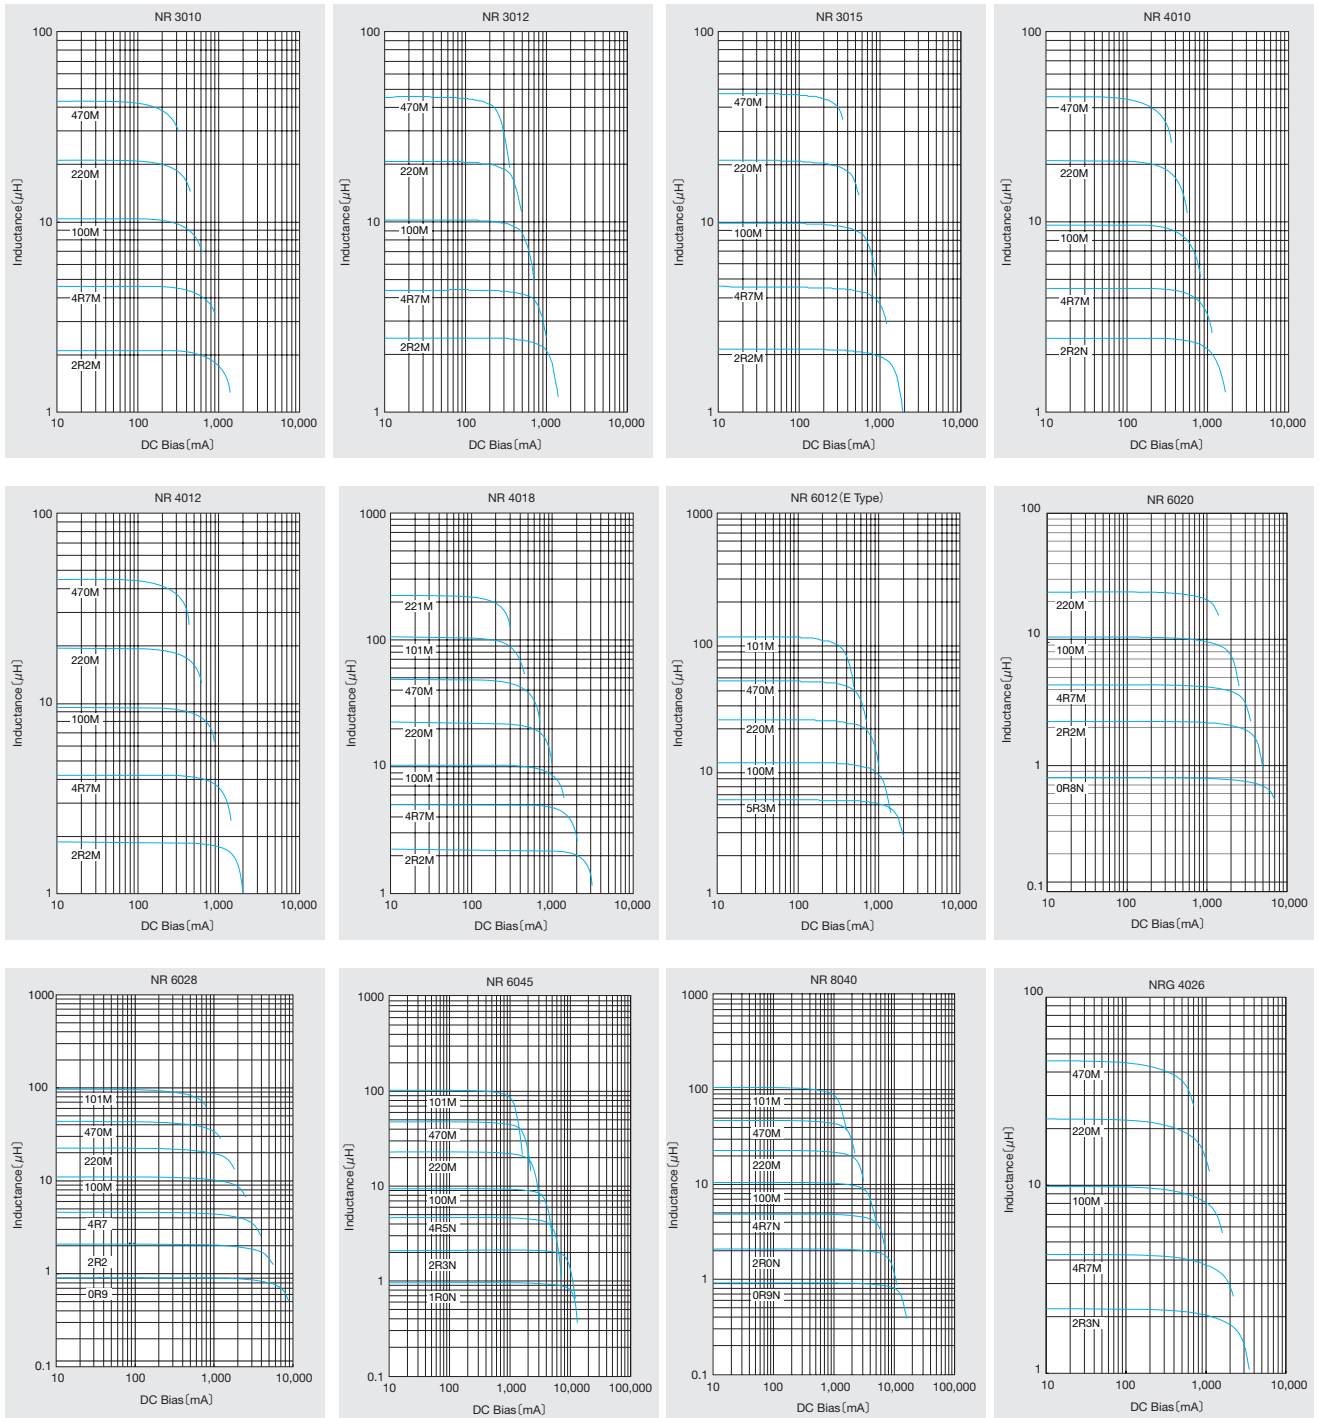 NR 3010
100
10
1
Inductance〔μH〕
470M
220M
100M
4R7M
2R2M
10 100 1,000 10,000
DC Bias〔mA〕
NR 3012
100
10
1
Inductance〔μH〕
470M
220M
100M
4R7M
2R2M
10 100 1,000 10,000
DC Bias〔mA〕
NR 3015
100
10
1
Inductance〔μH〕
470M
220M
100M
4R7M
2R2M
10 100 1,000 10,000
DC Bias〔mA〕
NR 4010
100
10
1
Inductance〔μH〕
470M
220M
100M
4R7M
2R2N
10 100 1,000 10,000
DC Bias〔mA〕
NR 4012
100
10
1
Inductance〔μH〕
470M
220M
100M
4R7M
2R2M
10 100 1,000 10,000
DC Bias〔mA〕
NR 4018
1000
100
10
1
Inductance〔μH〕
221M
101M
470M
220M
100M
4R7M
2R2M
10 100 1,000 10,000
DC Bias〔mA〕
NR 6012(E Type)
1000
100
10
1
Inductance〔μH〕
101M
470M
220M
100M
5R3M
10 100 1,000 10,000
DC Bias〔mA〕
NR 6020
100
10
1
0.1
Inductance〔μH〕
220M
100M
4R7M
2R2M
0R8N
10 100 1,000 10,000
DC Bias〔mA〕
NR 6028
1000
100
10
1
0.1
Inductance〔μH〕
101M
470M
220M
100M
4R7
2R2
0R9
10 100 1,000 10,000
DC Bias〔mA〕
NR 6045
1000
100
10
1
0.1
Inductance〔μH〕
101M
470M
220M
100M
4R5N
2R3N
1R0N
10 100 1,000 10,000 100,000
DC Bias〔mA〕
NR 8040
1000
100
10
1
0.1
Inductance〔μH〕
101M
470M
220M
100M
4R7N
2R0N
0R9N
10 100 1,000 10,000 100,000
DC Bias〔mA〕
NRG 4026
100
10
1
Inductance〔μH〕
470M
220M
100M
4R7M
2R3N
10 100 1,000 10,000
DC Bias〔mA〕